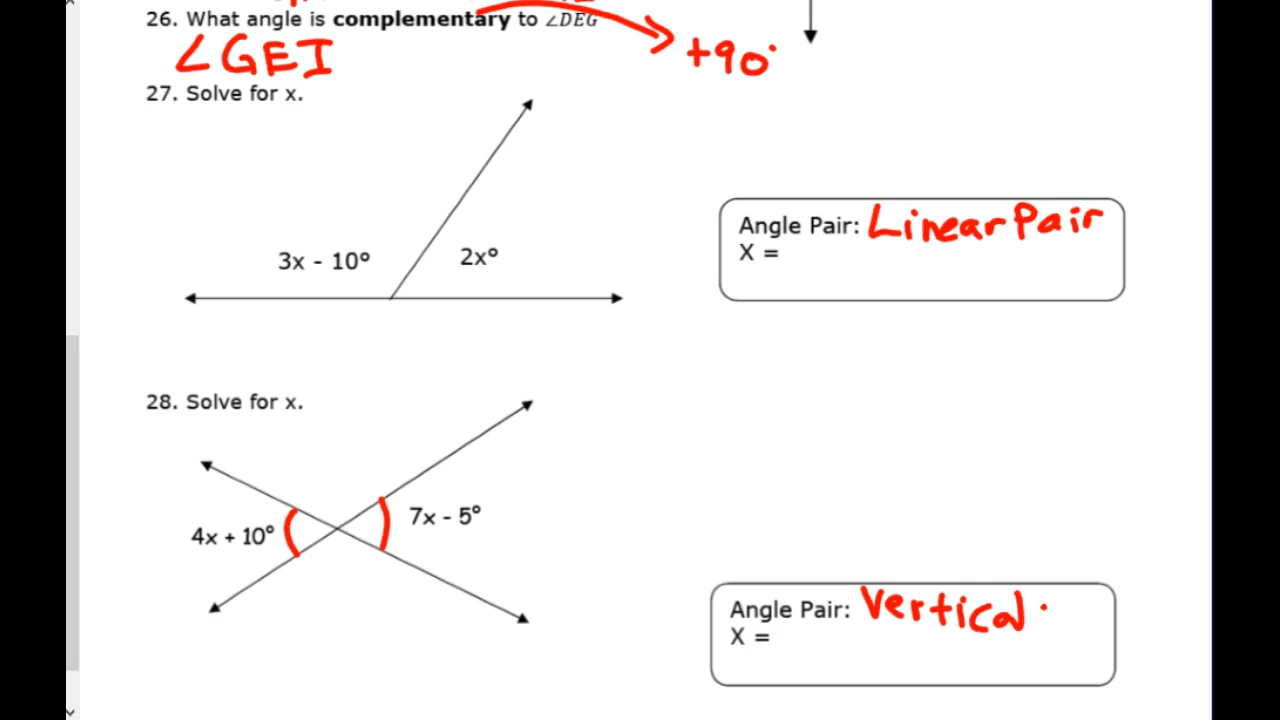 26. What angle is complementary to ∠DEG
∠GEI
+90°
27. Solve for x.
3x - 10° 2x°
Angle Pair: Linear Pair
X =
28. Solve for x.
4x + 10° 7x - 5°
Angle Pair: Vertical.
X =